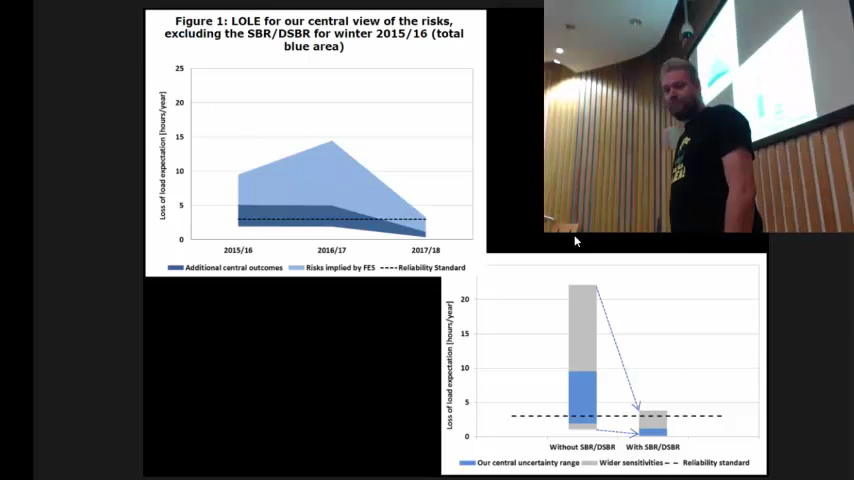 Figure 1: LOLE for our central view of the risks,
excluding the SBR/DSBR for winter 2015/16 (total
blue area)
Loss of load expectation [hours/year]
25
20
15
10
5
0
2015/16 2016/17 2017/18
Additional central outcomes Risks implied by FES Reliability Standard
Loss of load expectation [hours/year]
20
15
10
5
0
Without SBR/DSBR With SBR/DSBR
Our central uncertainty range Wider sensitivities Reliability standard